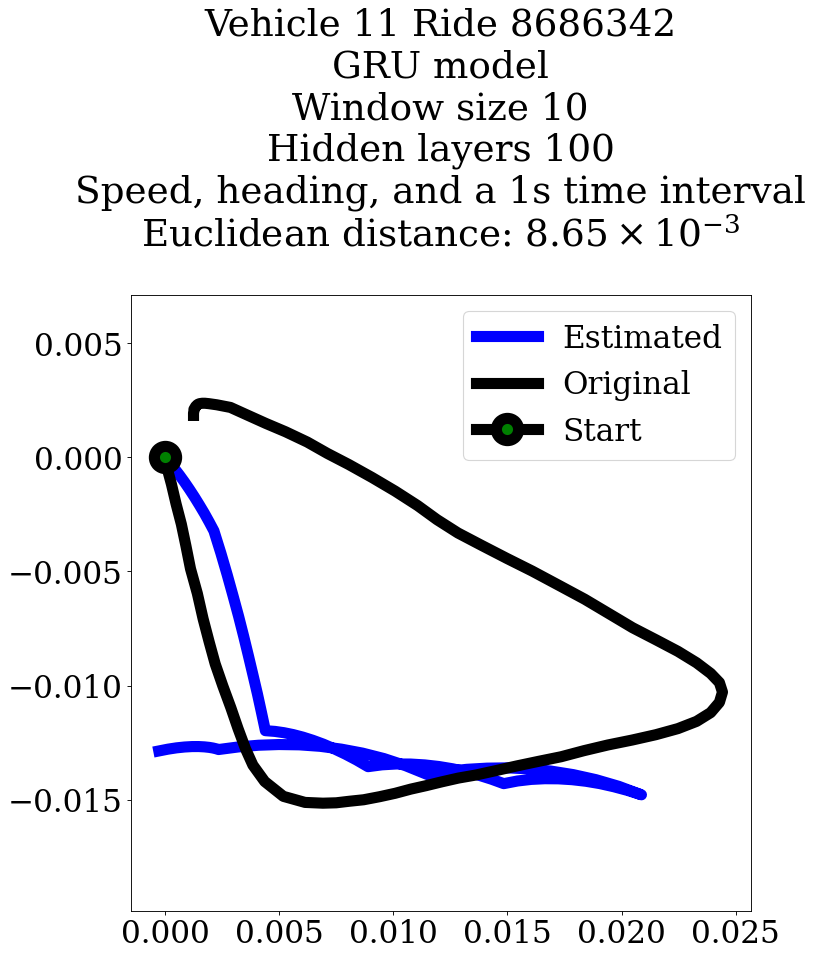 Vehicle 11 Ride 8686342
GRU model
Window size 10
Hidden layers 100
Speed, heading, and a 1s time interval
Euclidean distance: 8.65 × 10⁻³
Estimated
Original
Start
0.005
0.000
−0.005
−0.010
−0.015
0.000 0.005 0.010 0.015 0.020 0.025